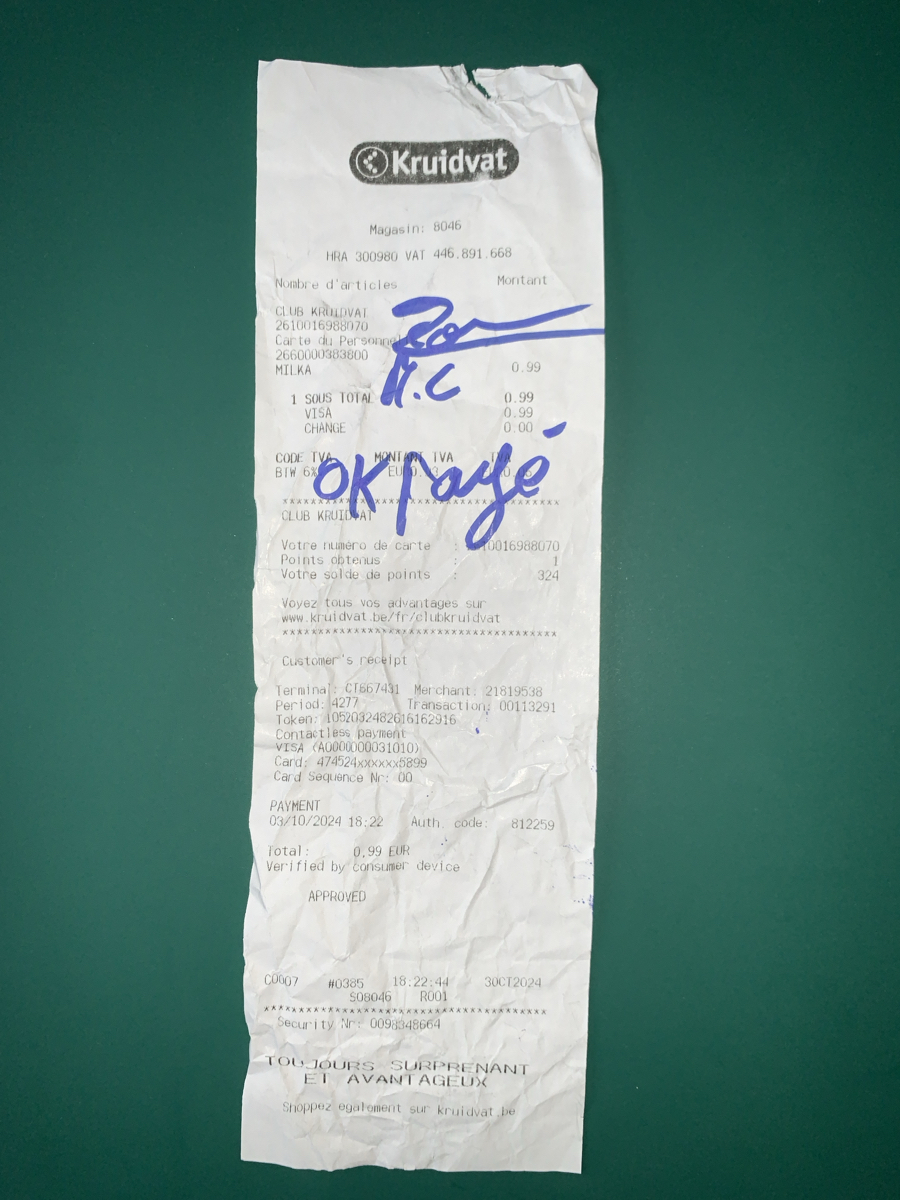 Kruidvat
Magasin: 8046
HRA 300980 VAT 446.891.668
Nombre d'articles Montant
CLUB KRUIDVAT
2610016988070
Carte du Personnel
2660000383800
MILKA 0.99
M.C
1 SOUS TOTAL 0.99
VISA 0.99
CHANGE 0.00
CODE TVA MONTANT TVA TVA
BTW 6%
OK payé
************************************
CLUB KRUIDVAT
Votre numéro de carte : 2610016988070
Points obtenus : 1
Votre solde de points : 324
Voyez tous vos advantages sur
www.kruidvat.be/fr/clubkruidvat
************************************
Customer's receipt
Terminal: CT867431 Merchant: 21819538
Period: 4277 Transaction: 00113291
Token: 1052032482616162916
Contactless payment
VISA (A0000000031010)
Card: 474524xxxxxx5899
Card Sequence Nr: 00
PAYMENT
03/10/2024 18:22 Auth. code: 812259
Total: 0,99 EUR
Verified by consumer device
APPROVED
C0007 #0385 18:22:44 3OCT2024
S08046 R001
************************************
Security Nr: 0098348664
TOUJOURS SURPRENANT
ET AVANTAGEUX
Shoppez egalement sur kruidvat.be